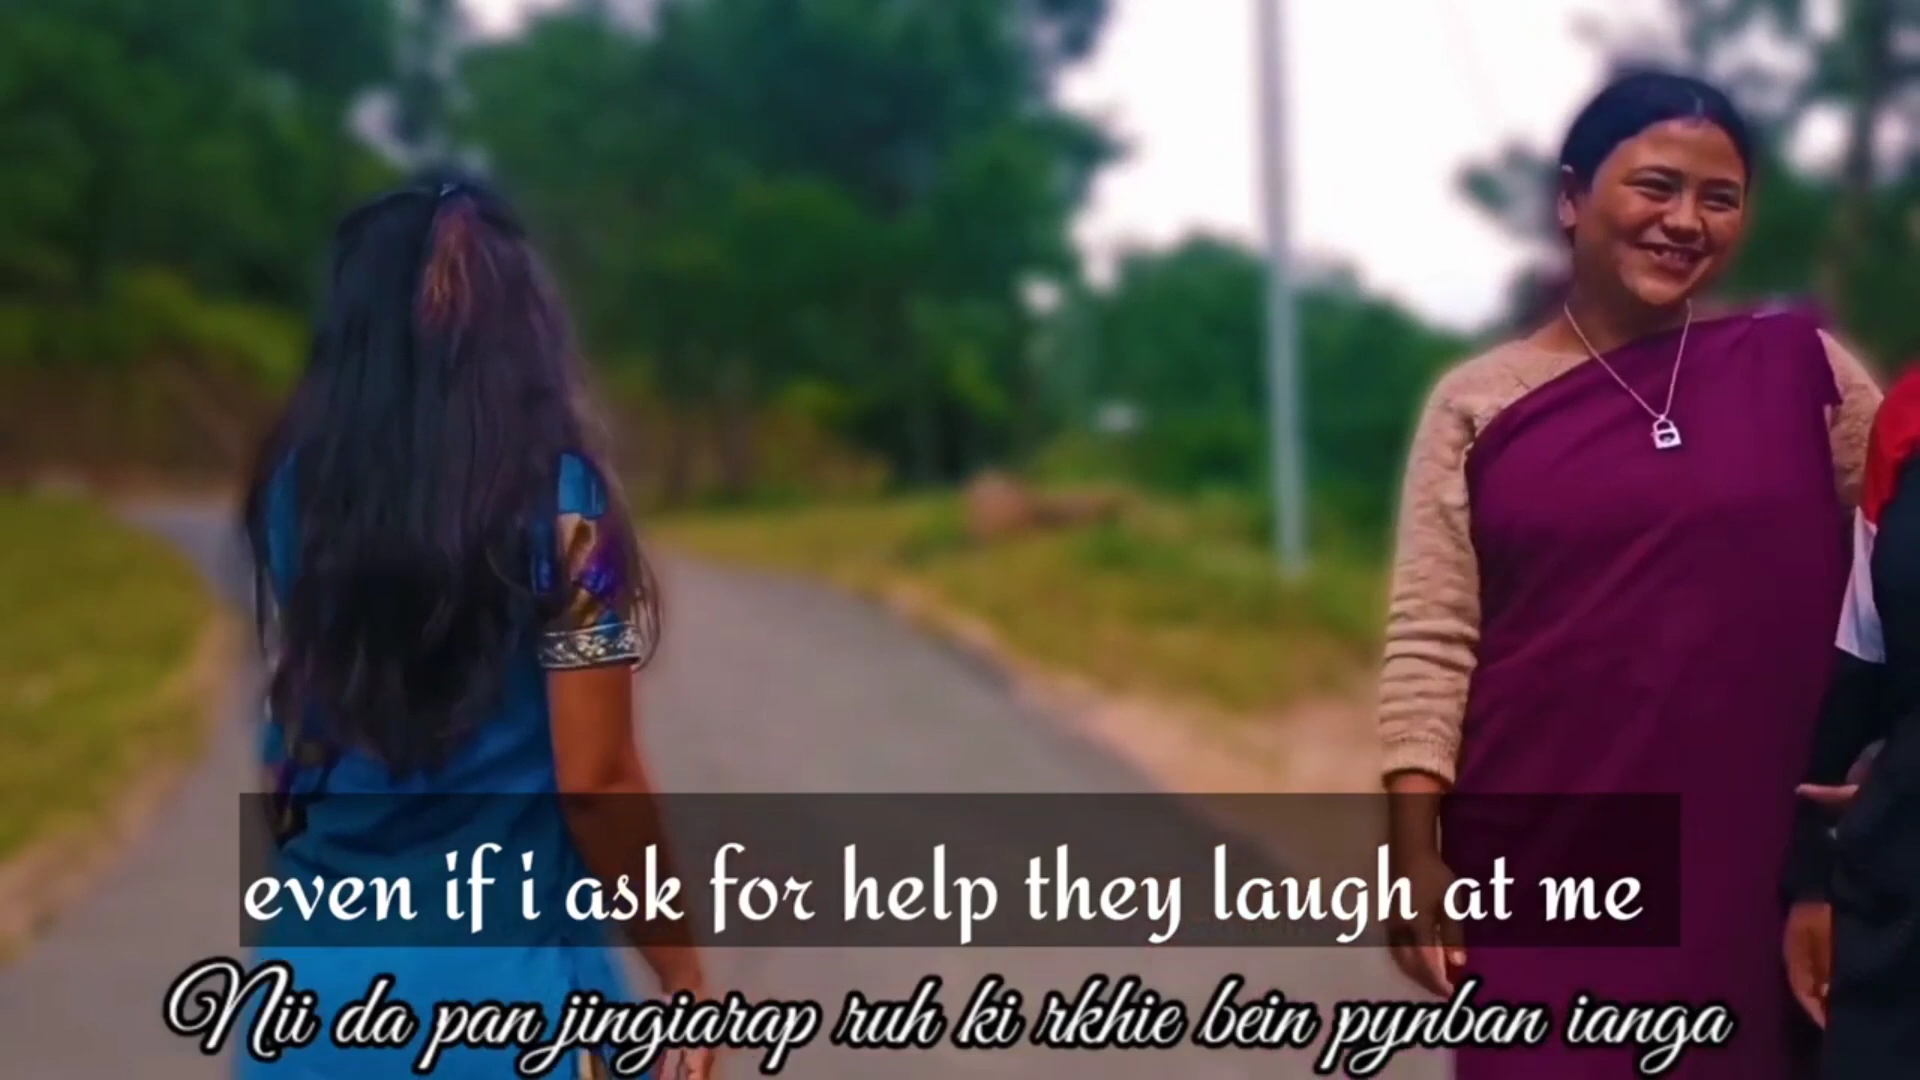 even if i ask for help they laugh at me
Nii da pan jingiarap ruh ki rkhie bein pynban ianga